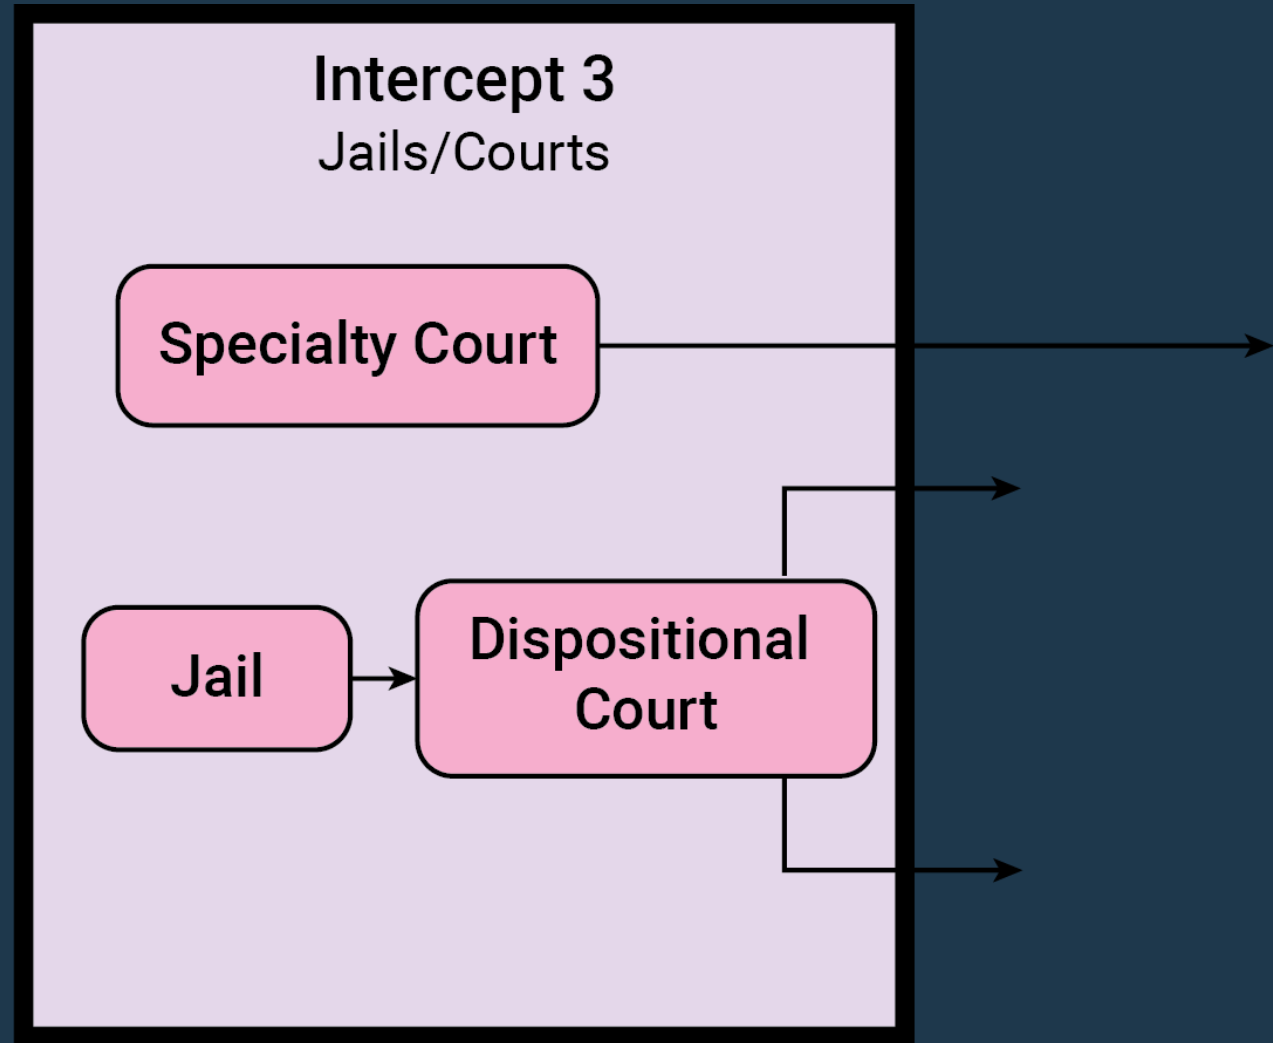 Intercept 3
Jails/Courts
Specialty Court
Jail
Dispositional
Court